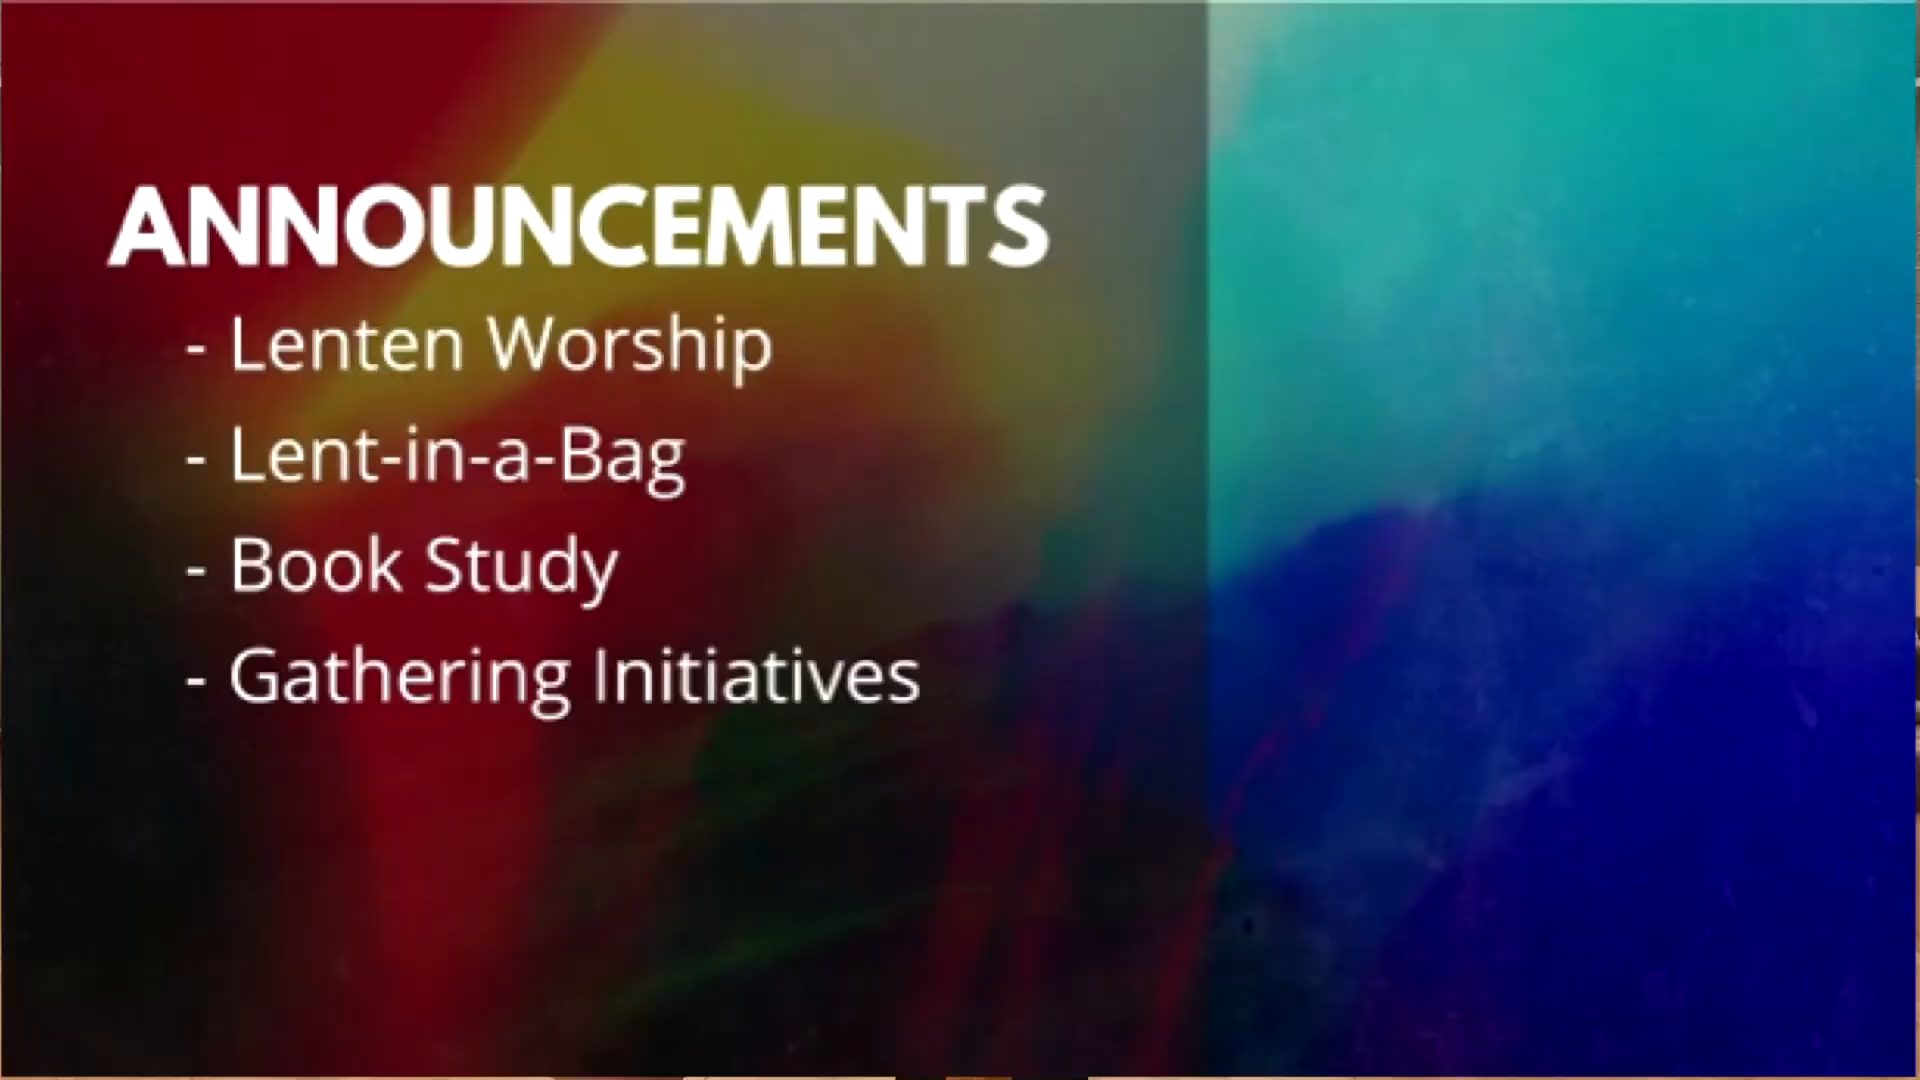 ANNOUNCEMENTS
- Lenten Worship
- Lent-in-a-Bag
- Book Study
- Gathering Initiatives